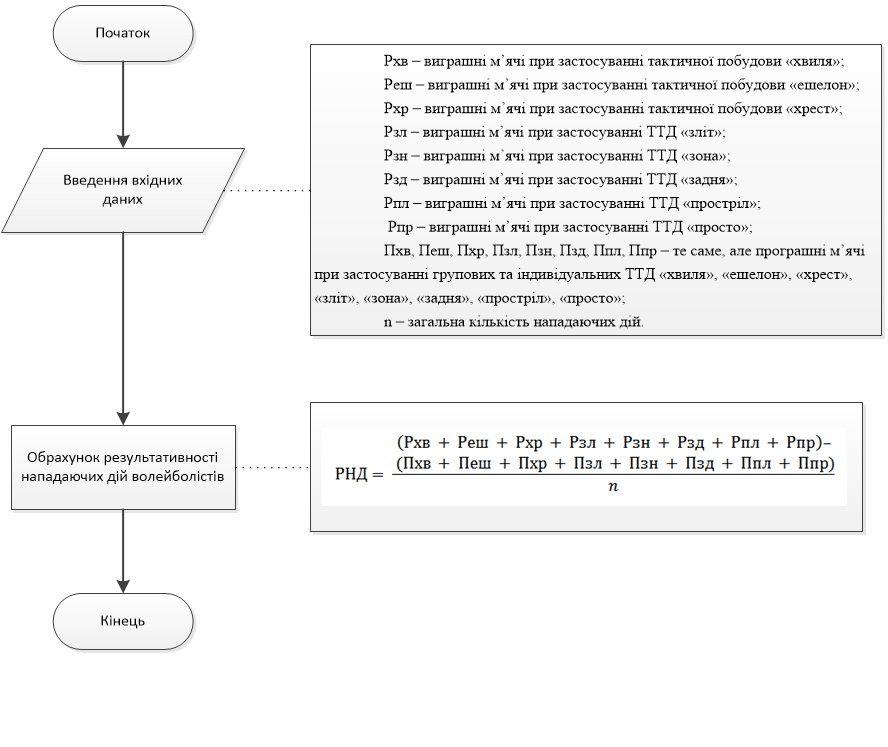 Початок
Введення вхідних
даних
Рхв – виграшні м’ячі при застосуванні тактичної побудови «хвиля»;
Реш – виграшні м’ячі при застосуванні тактичної побудови «ешелон»;
Рхр – виграшні м’ячі при застосуванні тактичної побудови «хрест»;
Рзл – виграшні м’ячі при застосуванні ТТД «зліт»;
Рзн – виграшні м’ячі при застосуванні ТТД «зона»;
Рзд – виграшні м’ячі при застосуванні ТТД «задня»;
Рпл – виграшні м’ячі при застосуванні ТТД «простріл»;
Рпр – виграшні м’ячі при застосуванні ТТД «просто»;
Пхв, Пеш, Пхр, Пзл, Пзн, Пзд, Ппл, Ппр – те саме, але програшні м’ячі
при застосуванні групових та індивідуальних ТТД «хвиля», «ешелон», «хрест»,
«зліт», «зона», «задня», «простріл», «просто»;
n – загальна кількість нападаючих дій.
Обрахунок результативності
нападаючих дій волейболістів
(Рхв + Реш + Рхр + Рзл + Рзн + Рзд + Рпл + Рпр)–
(Пхв + Пеш + Пхр + Пзл + Пзн + Пзд + Ппл + Ппр)
РНД =
n
Кінець